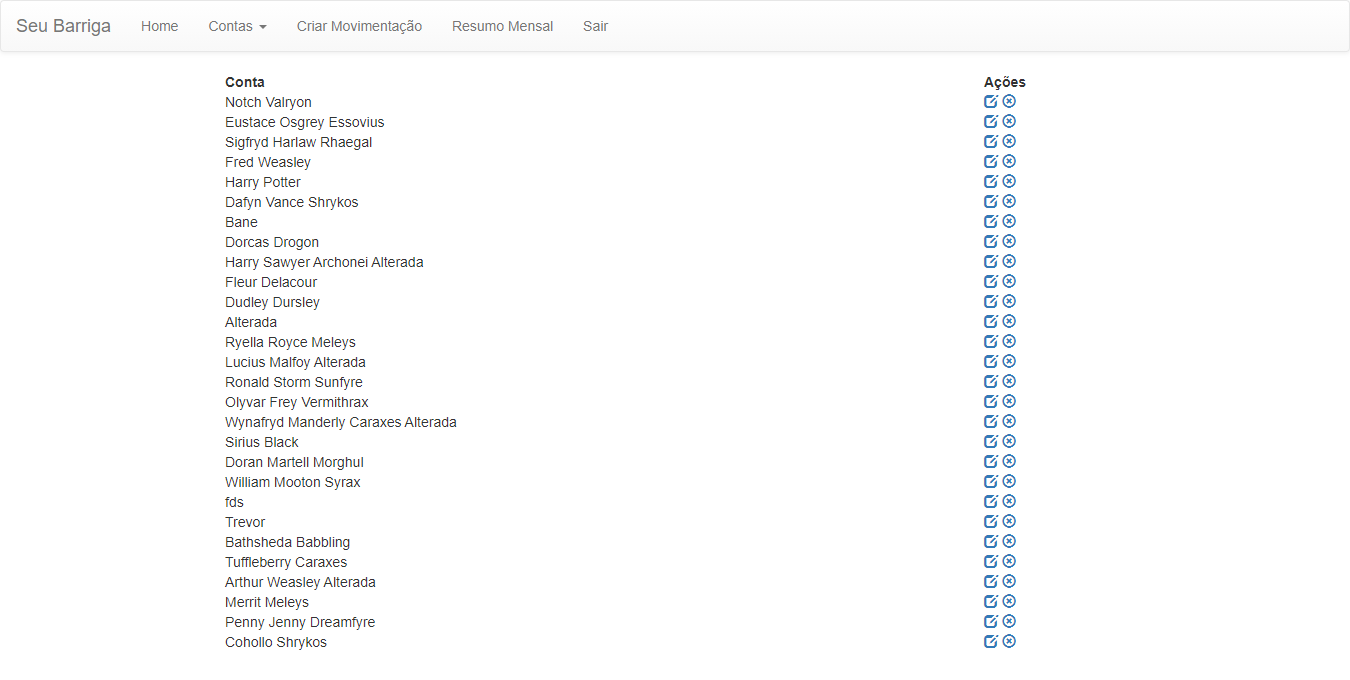 Seu Barriga Home Contas Criar Movimentação Resumo Mensal Sair
Conta Ações
Notch Valryon
Eustace Osgrey Essovius
Sigfryd Harlaw Rhaegal
Fred Weasley
Harry Potter
Dafyn Vance Shrykos
Bane
Dorcas Drogon
Harry Sawyer Archonei Alterada
Fleur Delacour
Dudley Dursley
Alterada
Ryella Royce Meleys
Lucius Malfoy Alterada
Ronald Storm Sunfyre
Olyvar Frey Vermithrax
Wynafryd Manderly Caraxes Alterada
Sirius Black
Doran Martell Morghul
William Mooton Syrax
fds
Trevor
Bathsheda Babbling
Tuffleberry Caraxes
Arthur Weasley Alterada
Merrit Meleys
Penny Jenny Dreamfyre
Cohollo Shrykos